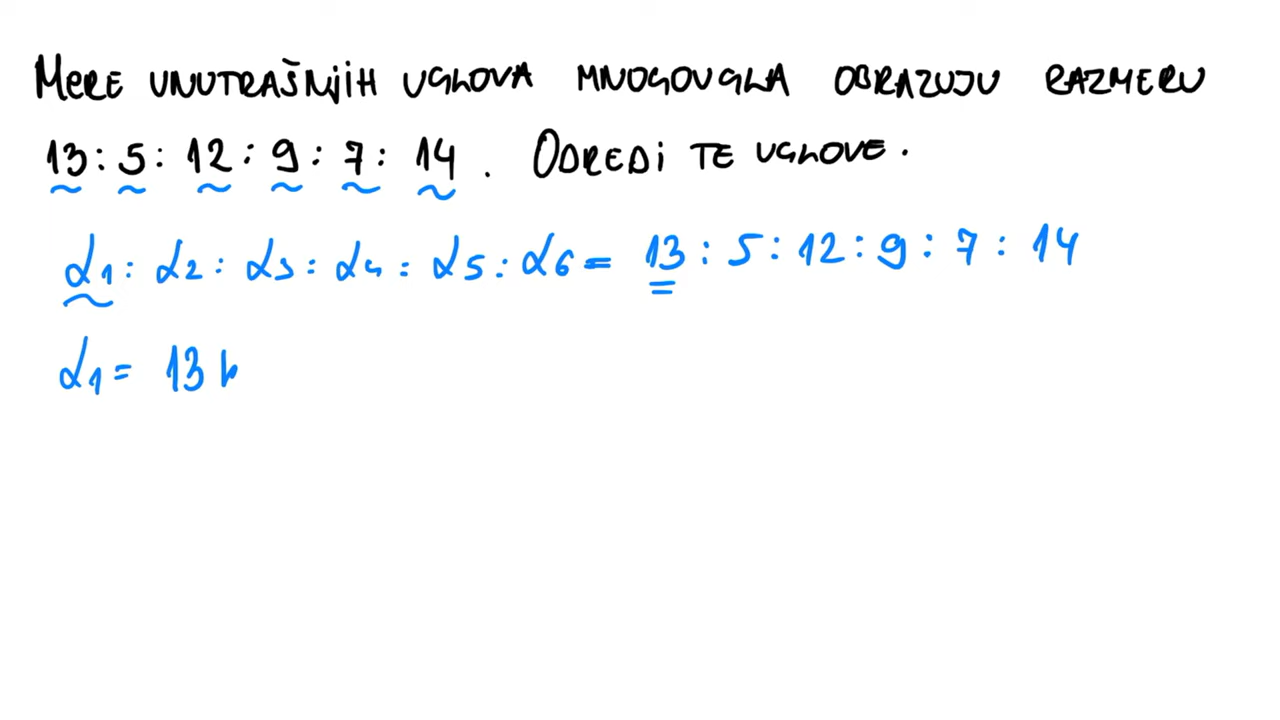 MERE UNUTRAŠNJIH UGLOVA MNOGOUGLA OBRAZUJU RAZMERU
13 : 5 : 12 : 9 : 7 : 14 . ODREDI TE UGLOVE.
α1 : α2 : α3 : α4 : α5 : α6 = 13 : 5 : 12 : 9 : 7 : 14
α1 = 13